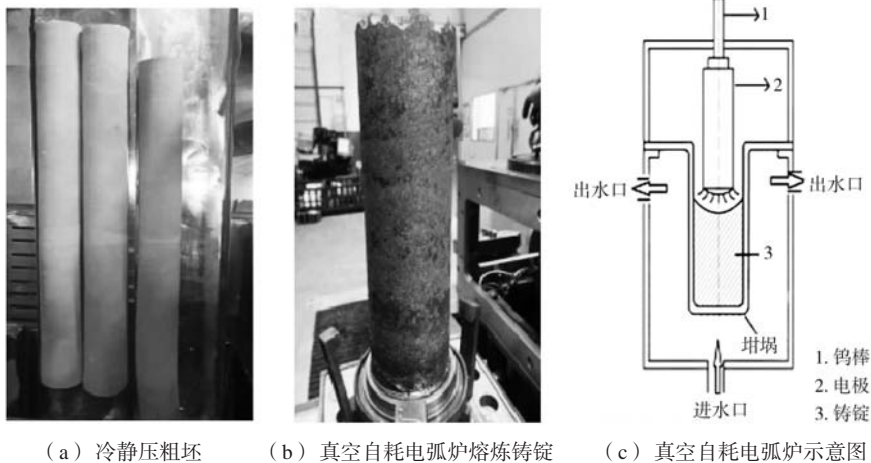 1
2
出水口
出水口
3
坩埚
进水口
1. 钨棒
2. 电极
3. 铸锭
（a）冷静压粗坯
（b）真空自耗电弧炉熔炼铸锭
（c）真空自耗电弧炉示意图